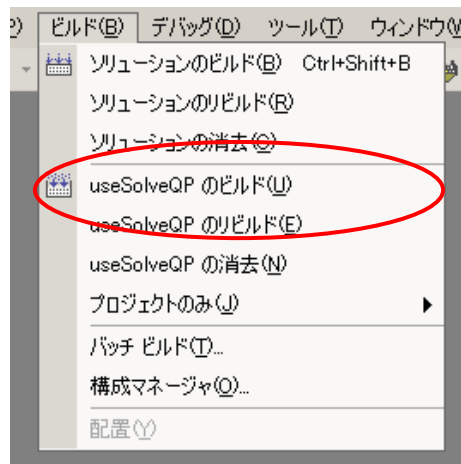 ビルド(B) デバッグ(D) ツール(T) ウィンドウ
ソリューションのビルド(B) Ctrl+Shift+B
ソリューションのリビルド(R)
ソリューションの消去(C)
useSolveQP のビルド(U)
useSolveQP のリビルド(E)
useSolveQP の消去(N)
プロジェクトのみ(J)
バッチ ビルド(T)...
構成マネージャ(O)...
配置(Y)